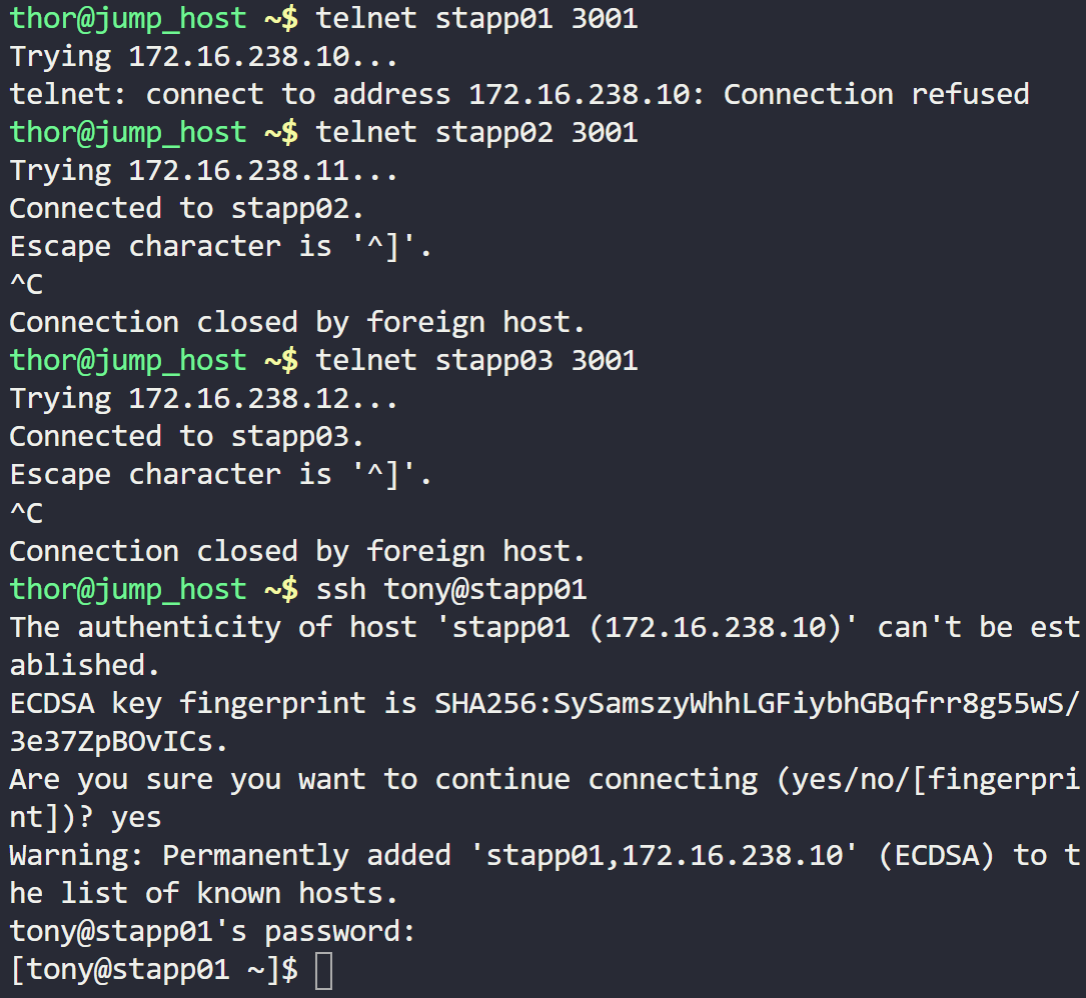 thor@jump_host ~$ telnet stapp01 3001
Trying 172.16.238.10...
telnet: connect to address 172.16.238.10: Connection refused
thor@jump_host ~$ telnet stapp02 3001
Trying 172.16.238.11...
Connected to stapp02.
Escape character is '^]'.
^C
Connection closed by foreign host.
thor@jump_host ~$ telnet stapp03 3001
Trying 172.16.238.12...
Connected to stapp03.
Escape character is '^]'.
^C
Connection closed by foreign host.
thor@jump_host ~$ ssh tony@stapp01
The authenticity of host 'stapp01 (172.16.238.10)' can't be est
ablished.
ECDSA key fingerprint is SHA256:SySamszyWhhLGFiybhGBqfrr8g55wS/
3e37ZpBOvICs.
Are you sure you want to continue connecting (yes/no/[fingerpri
nt])? yes
Warning: Permanently added 'stapp01,172.16.238.10' (ECDSA) to t
he list of known hosts.
tony@stapp01's password:
[tony@stapp01 ~]$